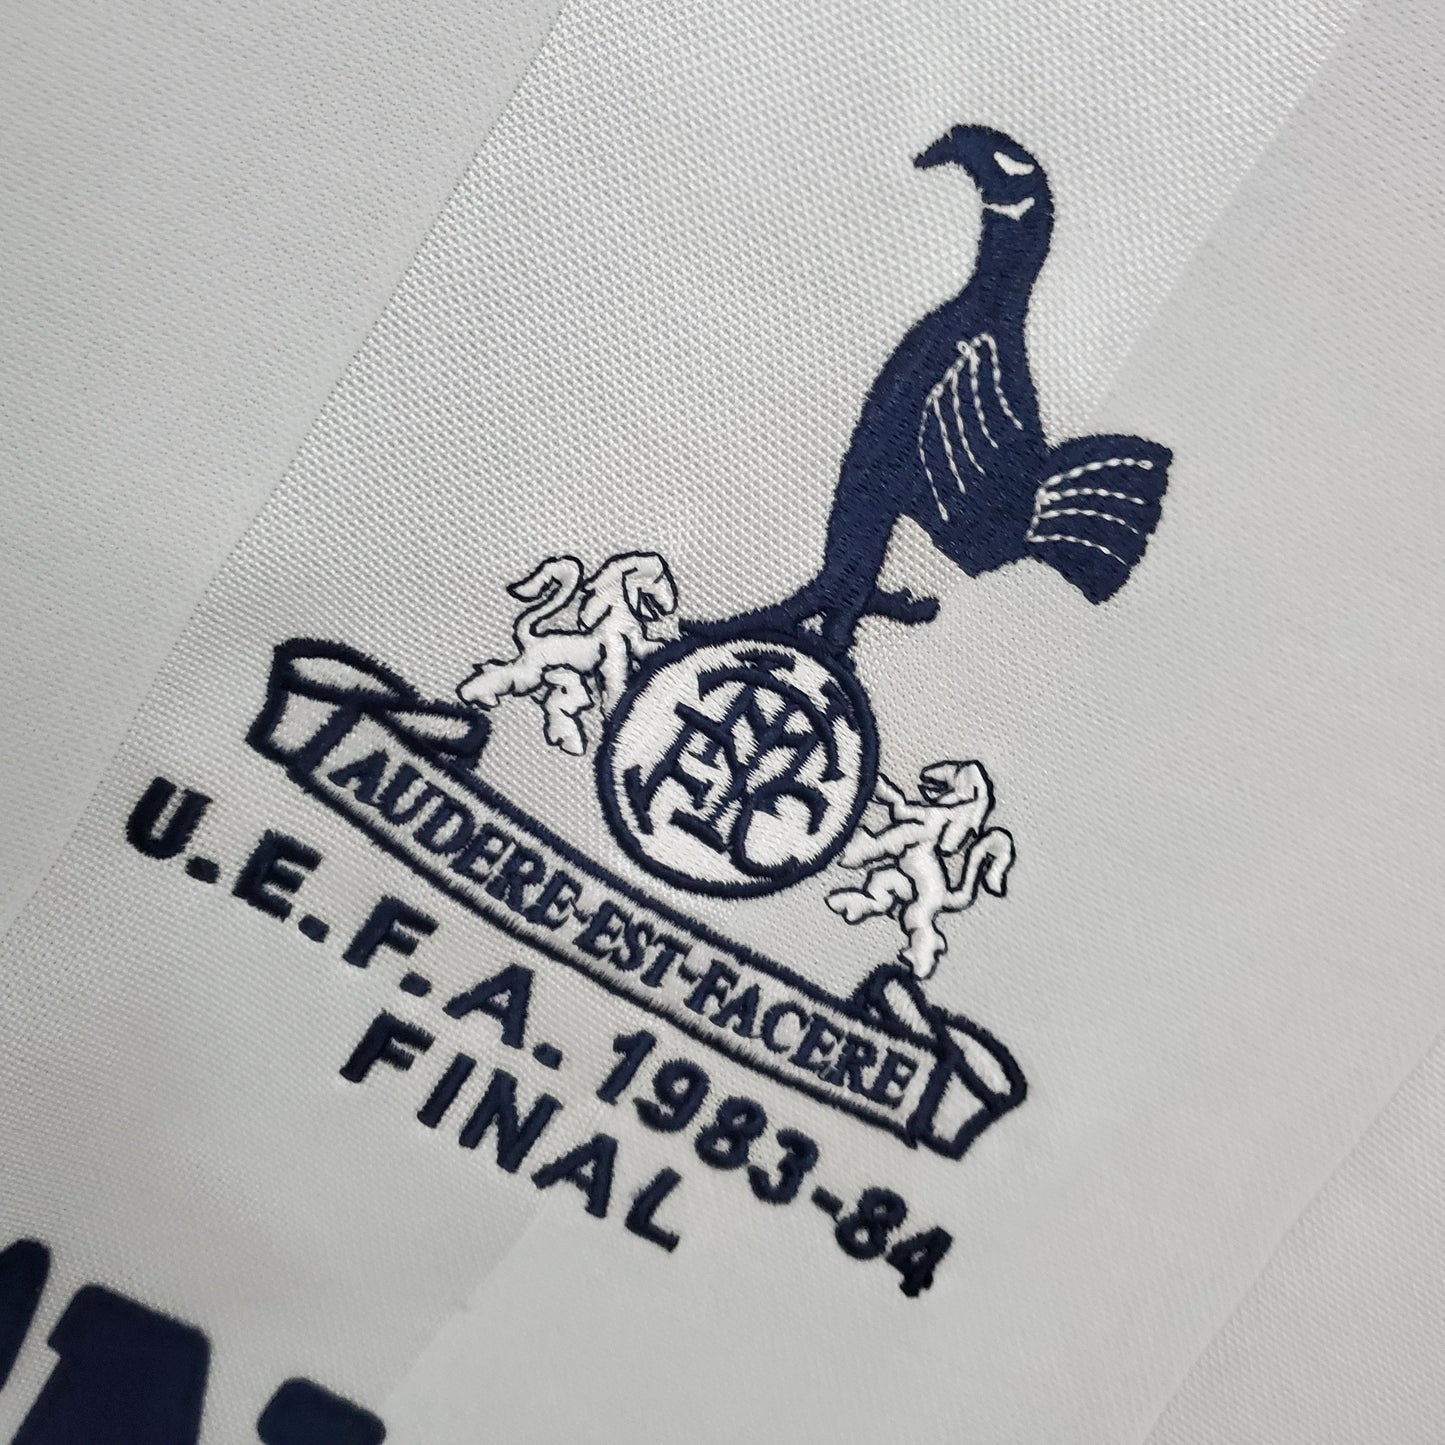 AUDERE-EST-FACERE
U.E.F.A. 1983-84
FINAL